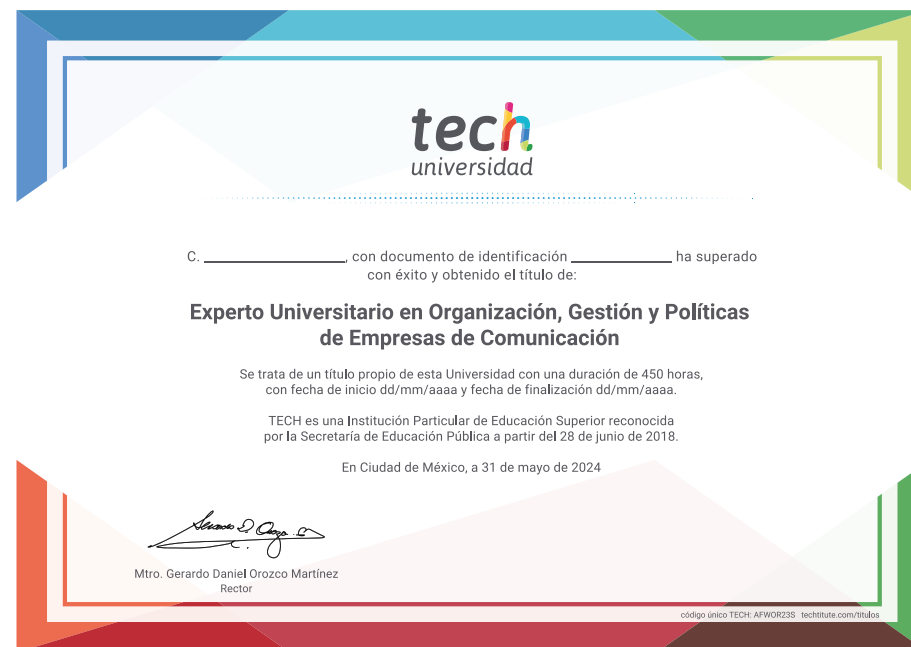 tech
universidad
C. ____________, con documento de identificación ____________ ha superado
con éxito y obtenido el título de:
Experto Universitario en Organización, Gestión y Políticas
de Empresas de Comunicación
Se trata de un título propio de esta Universidad con una duración de 450 horas,
con fecha de inicio dd/mm/aaaa y fecha de finalización dd/mm/aaaa.
TECH es una Institución Particular de Educación Superior reconocida
por la Secretaría de Educación Pública a partir del 28 de junio de 2018.
En Ciudad de México, a 31 de mayo de 2024
Mtro. Gerardo Daniel Orozco Martínez
Rector
código único TECH: AFWOR23S techtitute.com/titulos